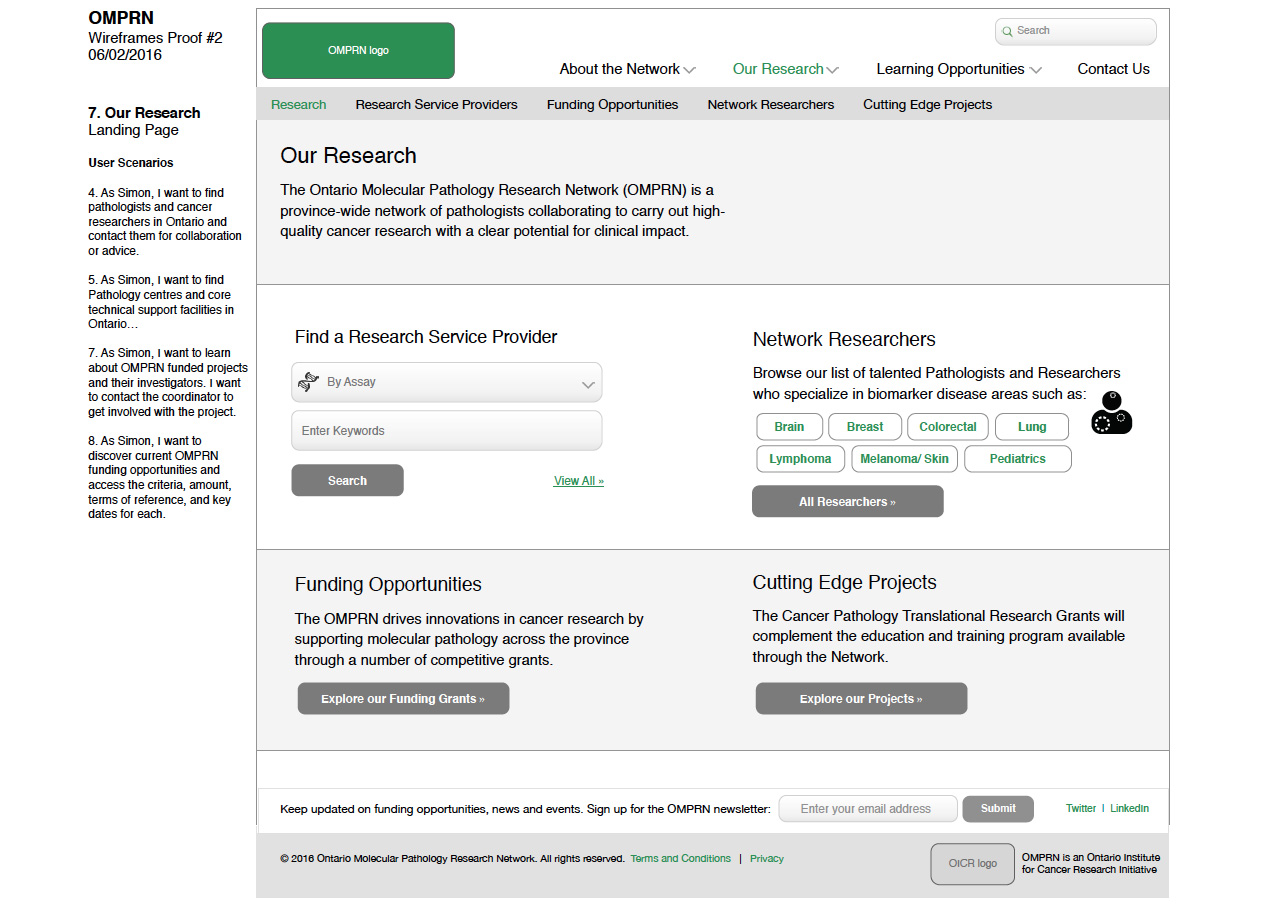 OMPRN
Wireframes Proof #2
06/02/2016
7. Our Research
Landing Page
User Scenarios
4. As Simon, I want to find
pathologists and cancer
researchers in Ontario and
contact them for collaboration
or advice.
5. As Simon, I want to find
Pathology centres and core
technical support facilities in
Ontario…
7. As Simon, I want to learn
about OMPRN funded projects
and their investigators. I want
to contact the coordinator to
get involved with the project.
8. As Simon, I want to
discover current OMPRN
funding opportunities and
access the criteria, amount,
terms of reference, and key
dates for each.
OMPRN logo
Search
About the Network
Our Research
Learning Opportunities
Contact Us
Research
Research Service Providers
Funding Opportunities
Network Researchers
Cutting Edge Projects
Our Research
The Ontario Molecular Pathology Research Network (OMPRN) is a
province-wide network of pathologists collaborating to carry out high-
quality cancer research with a clear potential for clinical impact.
Find a Research Service Provider
By Assay
Enter Keywords
Search
View All »
Network Researchers
Browse our list of talented Pathologists and Researchers
who specialize in biomarker disease areas such as:
Brain
Breast
Colorectal
Lung
Lymphoma
Melanoma/ Skin
Pediatrics
All Researchers »
Funding Opportunities
The OMPRN drives innovations in cancer research by
supporting molecular pathology across the province
through a number of competitive grants.
Explore our Funding Grants »
Cutting Edge Projects
The Cancer Pathology Translational Research Grants will
complement the education and training program available
through the Network.
Explore our Projects »
Keep updated on funding opportunities, news and events. Sign up for the OMPRN newsletter:
Enter your email address
Submit
Twitter | LinkedIn
© 2016 Ontario Molecular Pathology Research Network. All rights reserved. Terms and Conditions | Privacy
OICR logo
OMPRN is an Ontario Institute
for Cancer Research Initiative